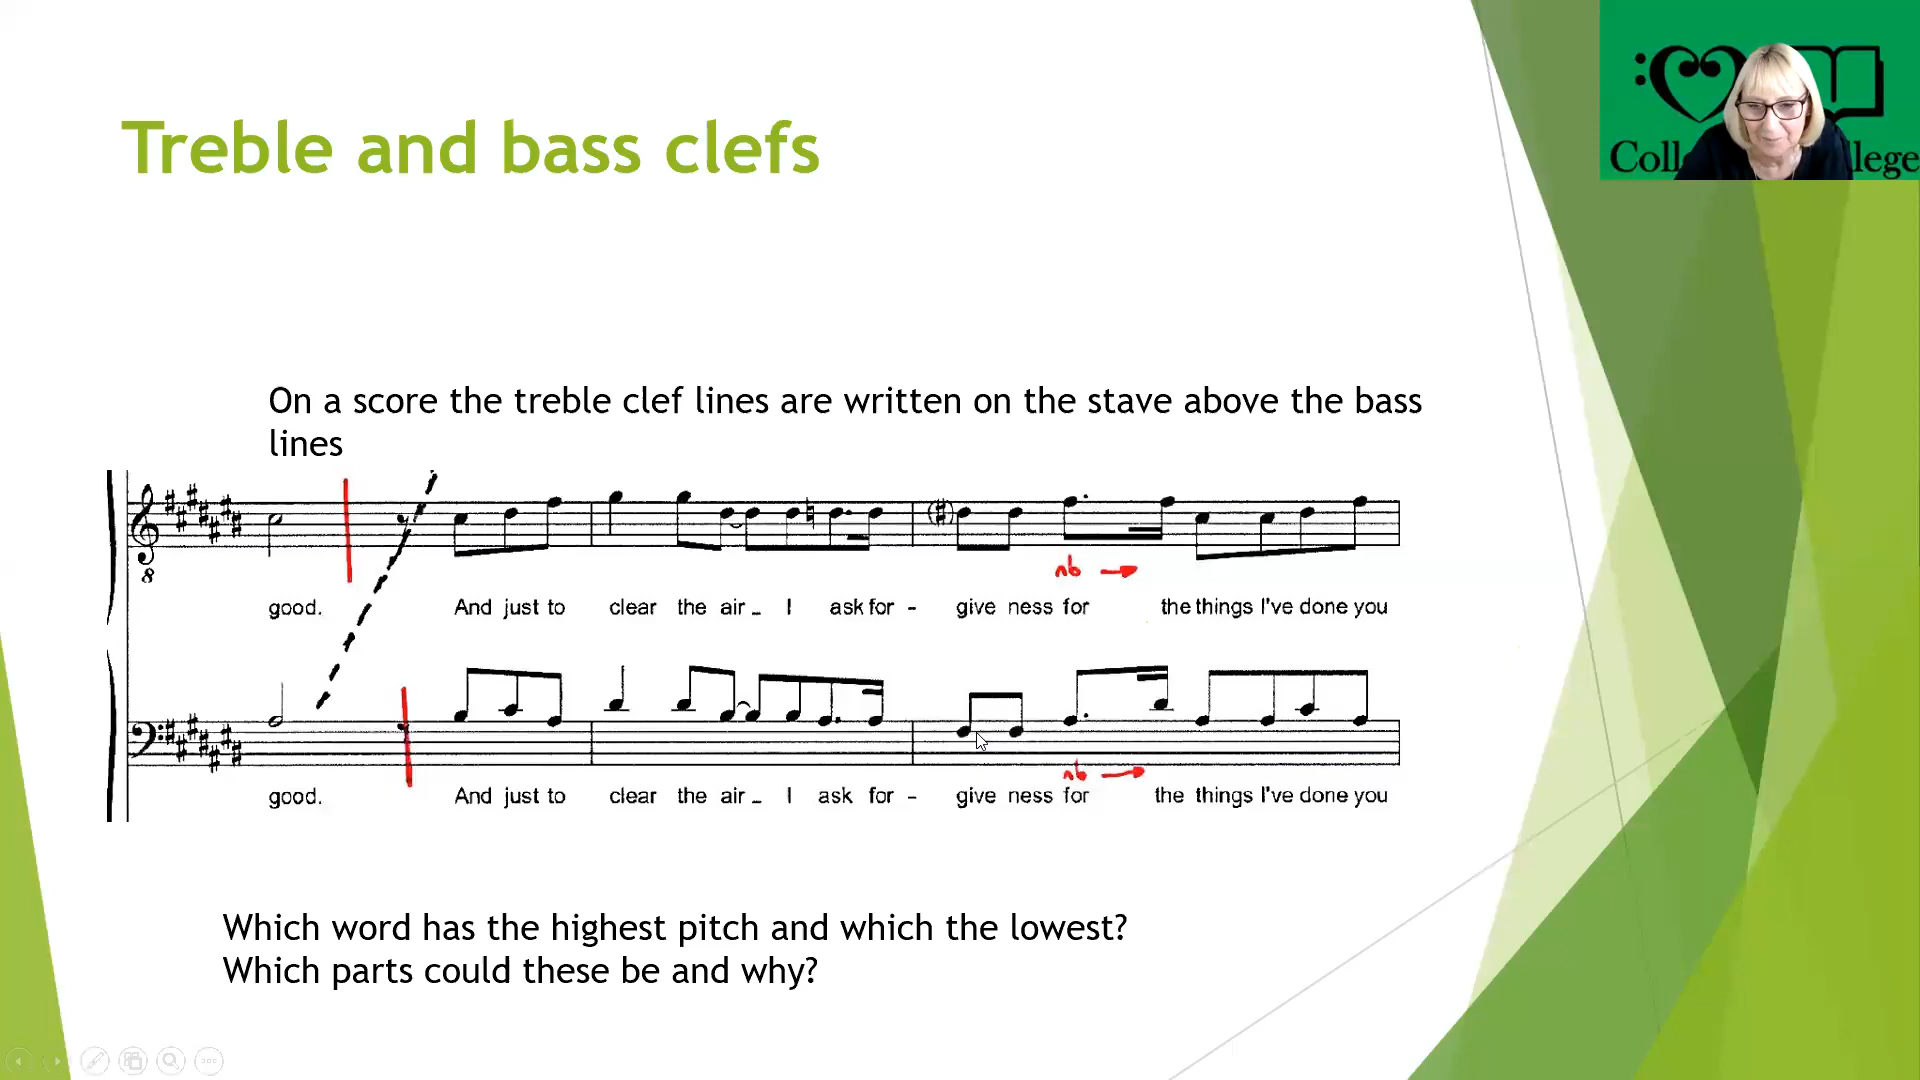 Coll llege
Treble and bass clefs
On a score the treble clef lines are written on the stave above the bass
lines
8
nb
good. And just to clear the air I ask for - give ness for the things I've done you
nb
good. And just to clear the air I ask for - give ness for the things I've done you
Which word has the highest pitch and which the lowest?
Which parts could these be and why?